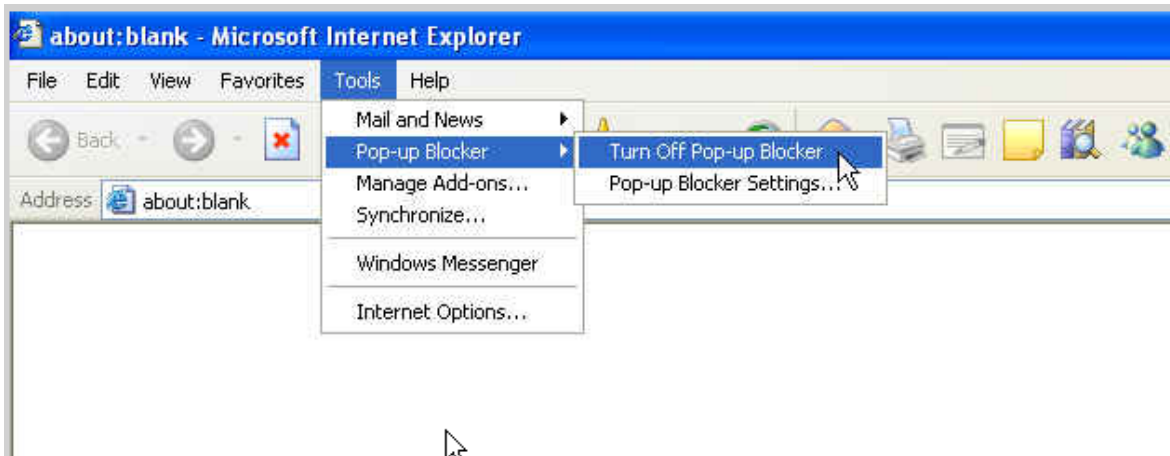 about:blank - Microsoft Internet Explorer
File Edit View Favorites Tools Help
Mail and News
Back
Pop-up Blocker
Turn Off Pop-up Blocker
Manage Add-ons...
Pop-up Blocker Settings...
Address about:blank
Synchronize...
Windows Messenger
Internet Options...